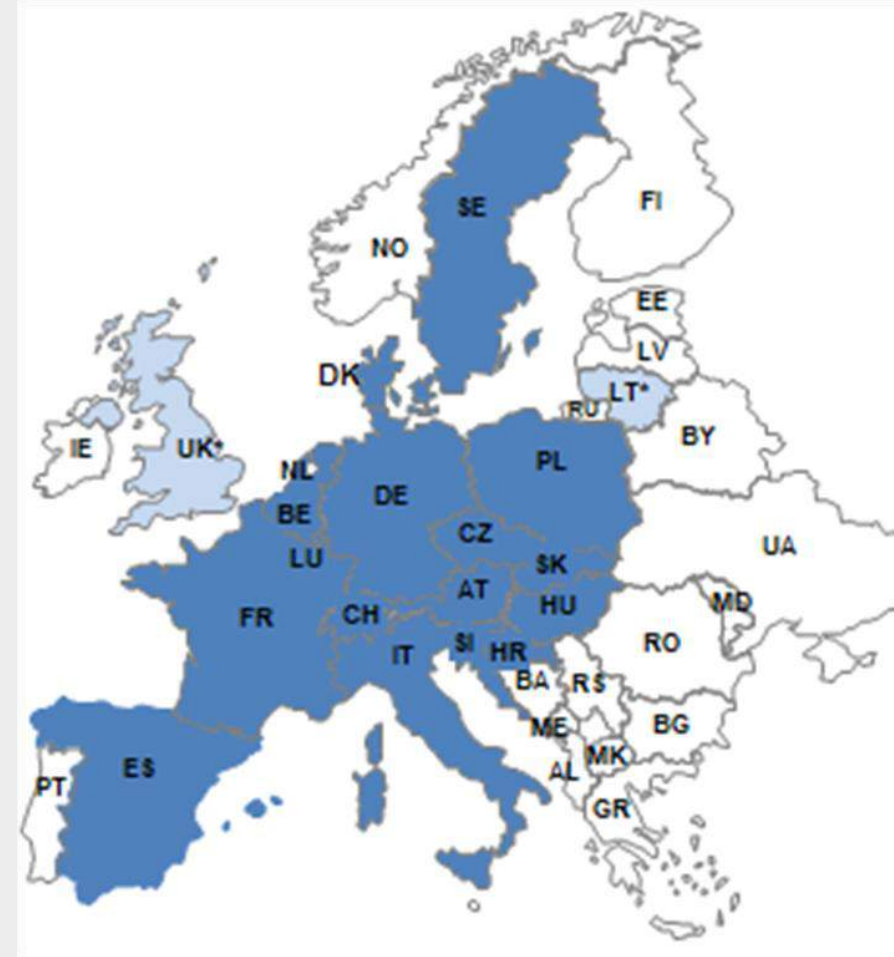 SE
FI
NO
EE
LV
DK
LT*
RU
BY
IE
UK*
NL
PL
DE
BE
CZ
UA
LU
SK
AT
HU
MD
FR
CH
SI
RO
IT
HR
BA
RS
ME
BG
MK
ES
AL
PT
GR